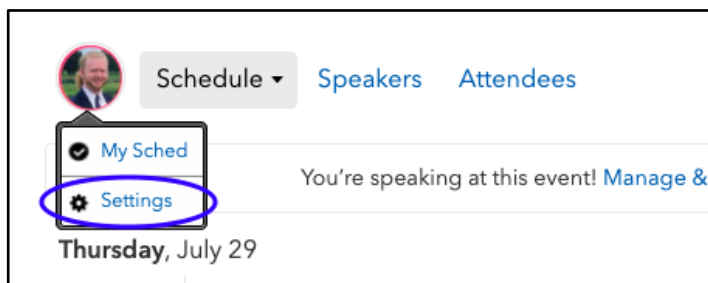 Schedule Speakers Attendees
My Sched
You're speaking at this event! Manage &
Settings
Thursday, July 29